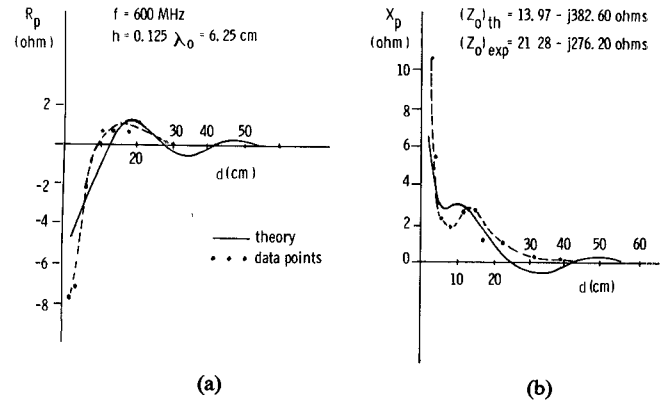 R_p
(ohm)
f = 600 MHz
h = 0.125 λ_o = 6.25 cm
2
-2
-4
-6
-8
20
30
40
50
d (cm)
theory
data points
(a)
X_p
(ohm)
(Z_o)_th = 13.97 - j382.60 ohms
(Z_o)_exp = 21 28 - j276.20 ohms
10
8
6
4
2
0
10
20
31
40
50
60
d (cm)
(b)